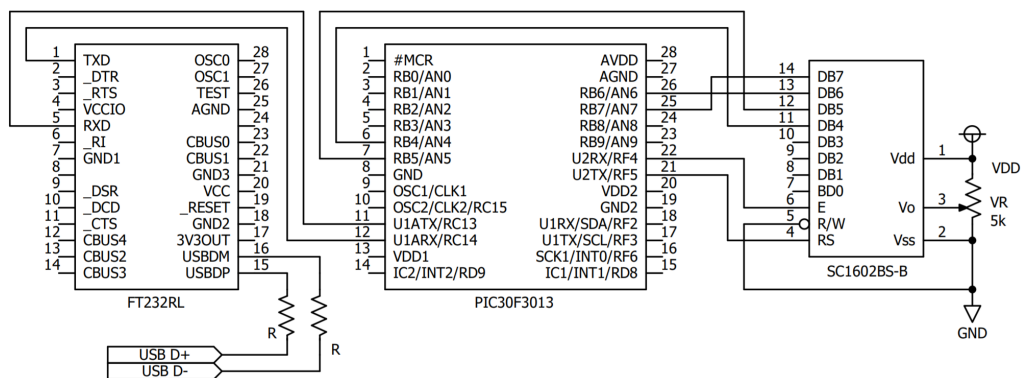 1 TXD OSC0 28
2 _DTR OSC1 27
3 _RTS TEST 26
4 VCCIO AGND 25
5 RXD 24
6 _RI CBUS0 23
7 GND1 CBUS1 22
8 GND3 21
9 _DSR VCC 20
10 _DCD _RESET 19
11 _CTS GND2 18
12 CBUS4 3V3OUT 17
13 CBUS2 USBDM 16
14 CBUS3 USBDP 15
FT232RL
R
R
USB D+
USB D-
1 #MCR AVDD 28
2 RB0/AN0 AGND 27
3 RB1/AN1 RB6/AN6 26
4 RB2/AN2 RB7/AN7 25
5 RB3/AN3 RB8/AN8 24
6 RB4/AN4 RB9/AN9 23
7 RB5/AN5 U2RX/RF4 22
8 GND U2TX/RF5 21
9 OSC1/CLK1 VDD2 20
10 OSC2/CLK2/RC15 GND2 19
11 U1ATX/RC13 U1RX/SDA/RF2 18
12 U1ARX/RC14 U1TX/SCL/RF3 17
13 VDD1 SCK1/INT0/RF6 16
14 IC2/INT2/RD9 IC1/INT1/RD8 15
PIC30F3013
14 DB7
13 DB6
12 DB5
11 DB4
10 DB3
9 DB2 Vdd 1
8 DB1
7 BD0
6 E Vo 3
5 R/W
4 RS Vss 2
SC1602BS-B
VDD
VR
5k
GND